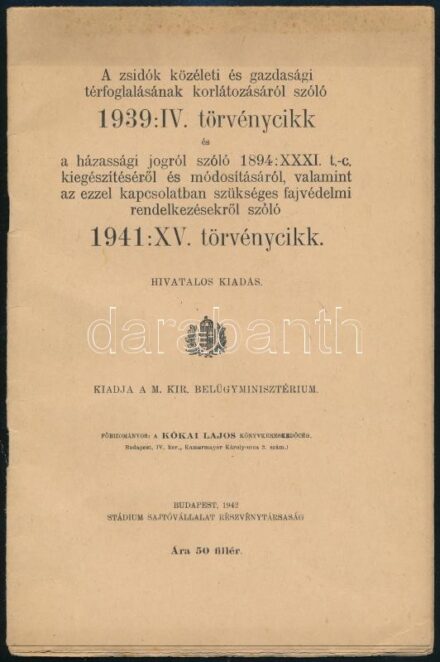 A zsidók közéleti és gazdasági
térfoglalásának korlátozásáról szóló
1939:IV. törvénycikk
és
a házassági jogról szóló 1894:XXXI. t.-c.
kiegészítéséről és módosításáról, valamint
az ezzel kapcsolatban szükséges fajvédelmi
rendelkezésekről szóló
1941:XV. törvénycikk.
HIVATALOS KIADÁS.
darabanth
KIADJA A M. KIR. BELÜGYMINISZTÉRIUM.
FŐBIZOMÁNYOS: A KÓKAI LAJOS KÖNYVKERESKEDŐCÉG.
Budapest, IV. ker., Kammermayer Károly-utca 3. szám.)
BUDAPEST, 1942
STÁDIUM SAJTÓVÁLLALAT RÉSZVÉNYTÁRSASÁG
Ára 50 fillér.